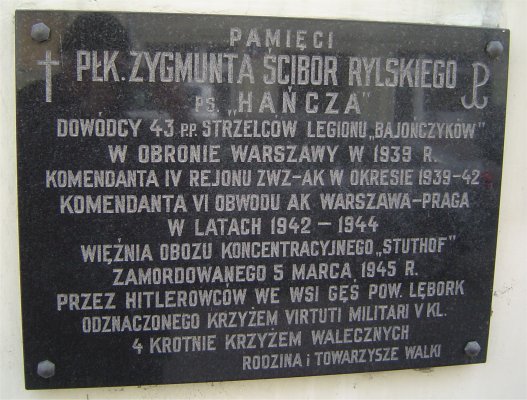 PAMIĘCI
PŁK. ZYGMUNTA ŚCIBOR RYLSKIEGO
PS. „HAŃCZA"
DOWÓDCY 43 PP. STRZELCÓW LEGIONU „BAJOŃCZYKÓW"
W OBRONIE WARSZAWY W 1939 R.
KOMENDANTA IV REJONU ZWZ-AK W OKRESIE 1939-42
KOMENDANTA VI OBWODU AK WARSZAWA-PRAGA
W LATACH 1942 – 1944
WIĘŹNIA OBOZU KONCENTRACYJNEGO „STUTHOF"
ZAMORDOWANEGO 5 MARCA 1945 R.
PRZEZ HITLEROWCÓW WE WSI GĘŚ POW. LĘBORK
ODZNACZONEGO KRZYŻEM VIRTUTI MILITARI V KL.
4 KROTNIE KRZYŻEM WALECZNYCH
RODZINA i TOWARZYSZE WALKI